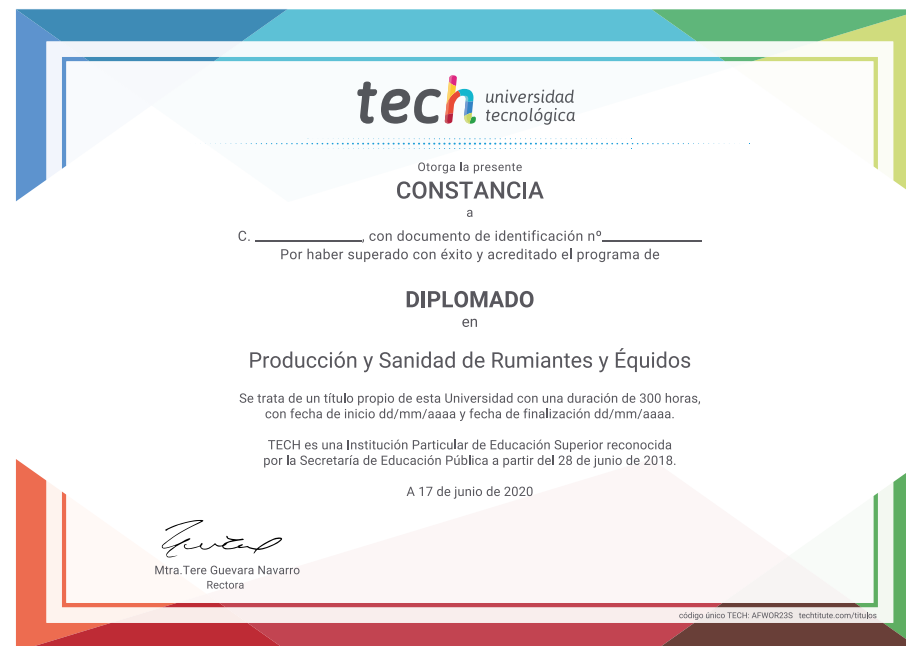 tech universidad
tecnológica
Otorga la presente
CONSTANCIA
a
C. ______________, con documento de identificación nº_____________
Por haber superado con éxito y acreditado el programa de
DIPLOMADO
en
Producción y Sanidad de Rumiantes y Équidos
Se trata de un título propio de esta Universidad con una duración de 300 horas,
con fecha de inicio dd/mm/aaaa y fecha de finalización dd/mm/aaaa.
TECH es una Institución Particular de Educación Superior reconocida
por la Secretaría de Educación Pública a partir del 28 de junio de 2018.
A 17 de junio de 2020
Mtra.Tere Guevara Navarro
Rectora
código único TECH: AFWOR23S techtitute.com/titulos